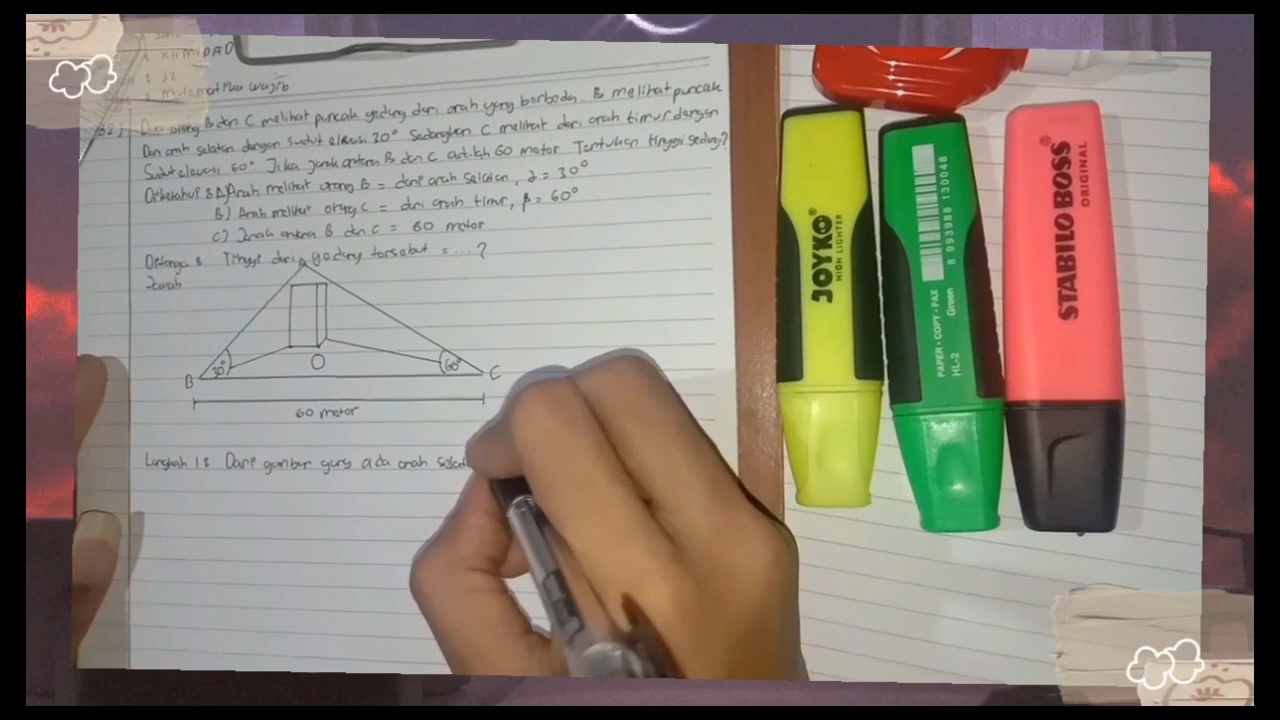 XII MIPA D
: 32
: Matematika Wajib
Dua orang B dan C melihat puncak gedung dari arah yang berbeda. B melihat puncak
Dari arah selatan dengan sudut elevasi 30° Sedangkan C melihat dari arah timur dengan
Sudut elevasi 60° Jika jarak antara B dan C adalah 60 meter Tentukan tinggi gedung?
Diketahui : A) Arah melihat orang B = dari arah selatan, α = 30°
B) Arah melihat orang C = dari arah timur, β = 60°
C) Jarak antara B dan C = 60 meter
Ditanya : Tinggi dari gedung tersebut = ...?
Jawab
A
B 30° O 60° C
60 meter
Langkah 1 : Dari gambar yang ada arah selat
JOYKO®
HIGH LIGHTER
8 993988 130048
PAPER • COPY • FAX
HL-2 Green
STABILO BOSS®
ORIGINAL